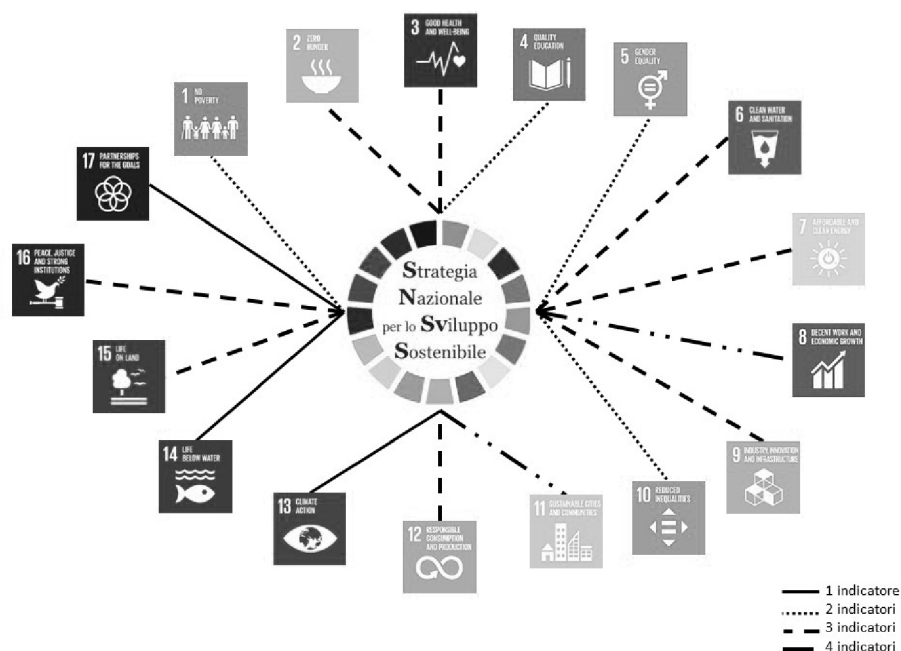 1 NO
POVERTY
2 ZERO
HUNGER
3 GOOD HEALTH
AND WELL-BEING
4 QUALITY
EDUCATION
5 GENDER
EQUALITY
6 CLEAN WATER
AND SANITATION
7 AFFORDABLE AND
CLEAN ENERGY
8 DECENT WORK AND
ECONOMIC GROWTH
9 INDUSTRY, INNOVATION
AND INFRASTRUCTURE
10 REDUCED
INEQUALITIES
11 SUSTAINABLE CITIES
AND COMMUNITIES
12 RESPONSIBLE
CONSUMPTION
AND PRODUCTION
13 CLIMATE
ACTION
14 LIFE
BELOW WATER
15 LIFE
ON LAND
16 PEACE, JUSTICE
AND STRONG
INSTITUTIONS
17 PARTNERSHIPS
FOR THE GOALS
Strategia
Nazionale
per lo Sviluppo
Sostenibile
1 indicatore
2 indicatori
3 indicatori
4 indicatori